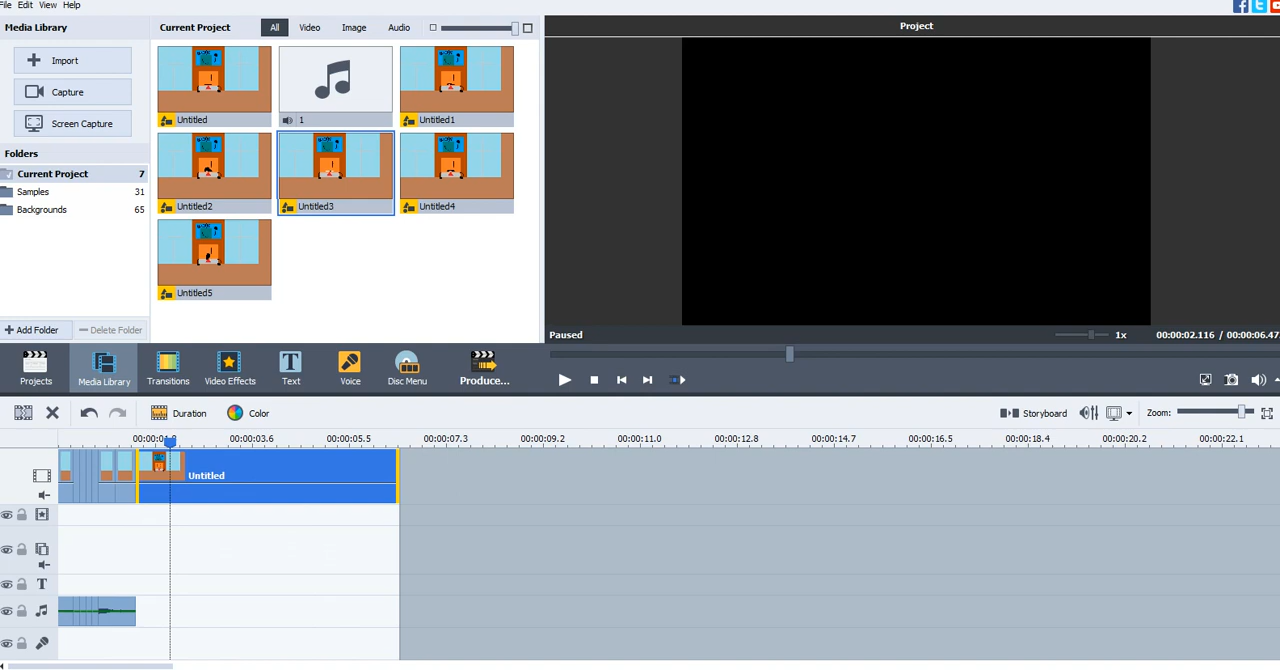 File Edit View Help
Media Library
Current Project All Video Image Audio
Project
Import
Capture
Screen Capture
Untitled
1
Untitled1
Folders
Current Project 7
Samples 31
Backgrounds 65
Untitled2
Untitled3
Untitled4
Untitled5
+ Add Folder
Delete Folder
Paused
1x
00:00:02.116 / 00:00:06.47
Projects
Media Library
Transitions
Video Effects
T
Text
Voice
Disc Menu
Produce...
Duration
Color
Storyboard
Zoom:
00:00:03.6 00:00:05.5 00:00:07.3 00:00:09.2 00:00:11.0 00:00:12.8 00:00:14.7 00:00:16.5 00:00:18.4 00:00:20.2 00:00:22.1
Untitled
T